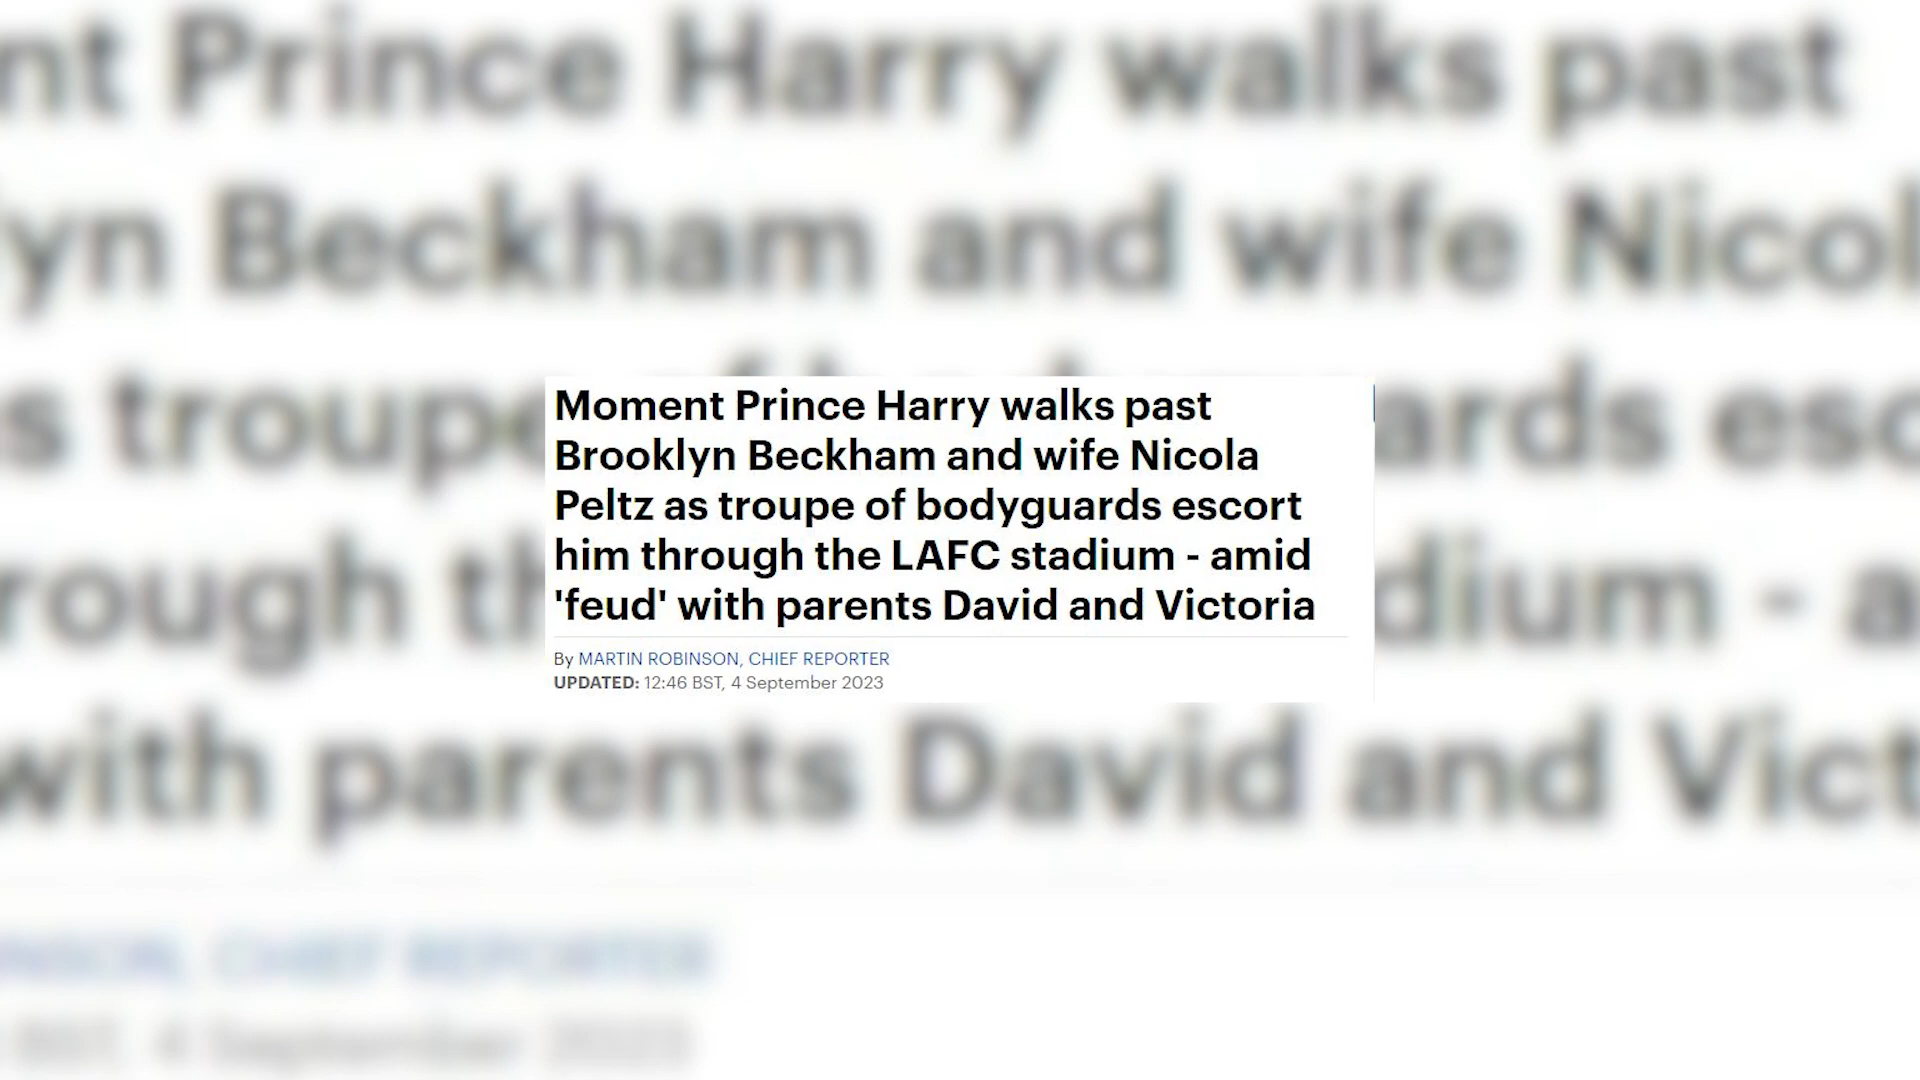 Moment Prince Harry walks past
Brooklyn Beckham and wife Nicola
Peltz as troupe of bodyguards escort
him through the LAFC stadium - amid
'feud' with parents David and Victoria
By MARTIN ROBINSON, CHIEF REPORTER
UPDATED: 12:46 BST, 4 September 2023